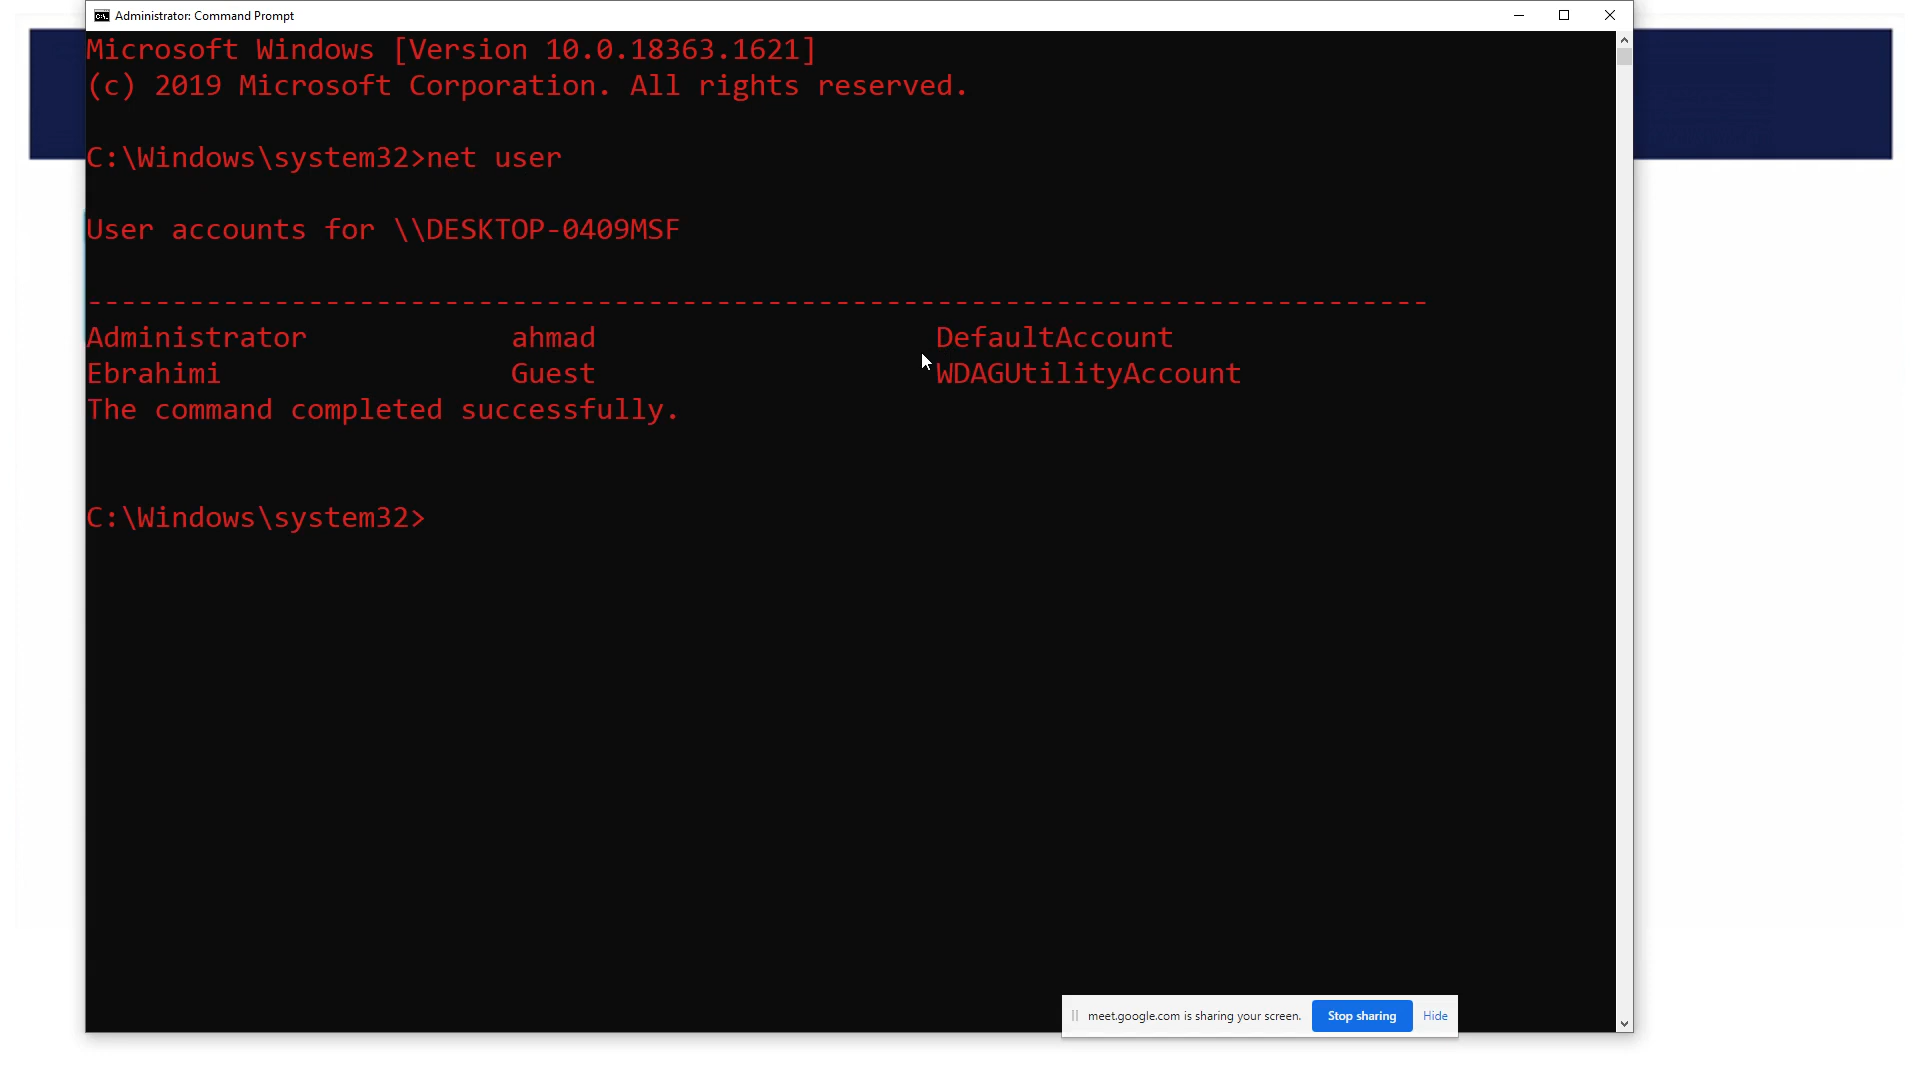 Administrator: Command Prompt
Microsoft Windows [Version 10.0.18363.1621]
(c) 2019 Microsoft Corporation. All rights reserved.
C:\Windows\system32>net user
User accounts for \\DESKTOP-0409MSF
-------------------------------------------------------------------------------
Administrator ahmad DefaultAccount
Ebrahimi Guest WDAGUtilityAccount
The command completed successfully.
C:\Windows\system32>
meet.google.com is sharing your screen. Stop sharing Hide